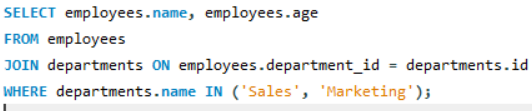 SELECT employees.name, employees.age
FROM employees
JOIN departments ON employees.department_id = departments.id
WHERE departments.name IN ('Sales', 'Marketing');